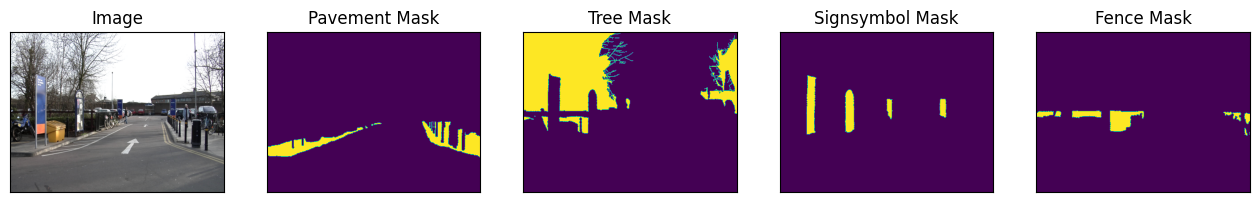 Image
Pavement Mask
Tree Mask
Signsymbol Mask
Fence Mask